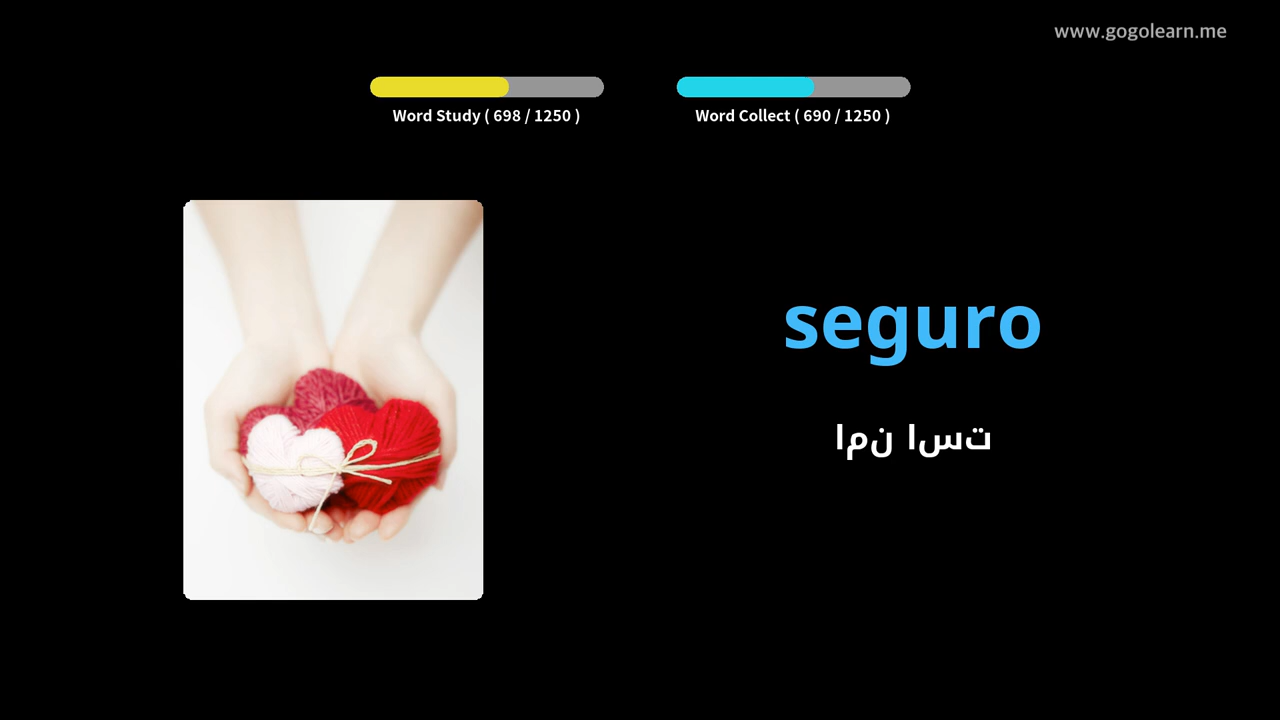 www.gogolearn.me
Word Study ( 698 / 1250 )
Word Collect ( 690 / 1250 )
seguro
امن است